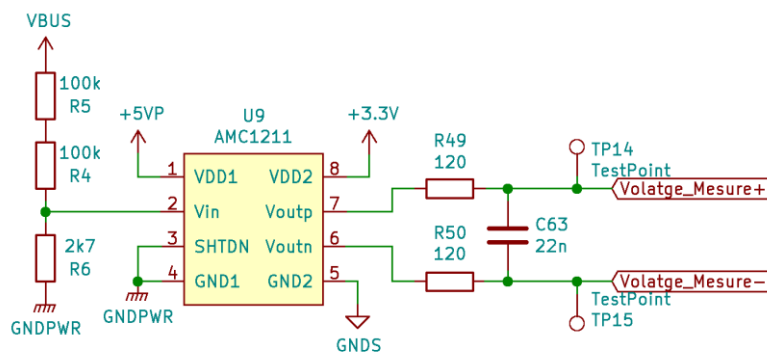 VBUS
100k
R5
100k
R4
2k7
R6
GNDPWR
+5VP
U9
AMC1211
+3.3V
1
VDD1
VDD2
8
2
Vin
Voutp
7
3
SHTDN
Voutn
6
4
GND1
GND2
5
GNDPWR
GNDS
R49
120
R50
120
C63
22n
TP14
TestPoint
Volatge_Mesure+
Volatge_Mesure-
TestPoint
TP15